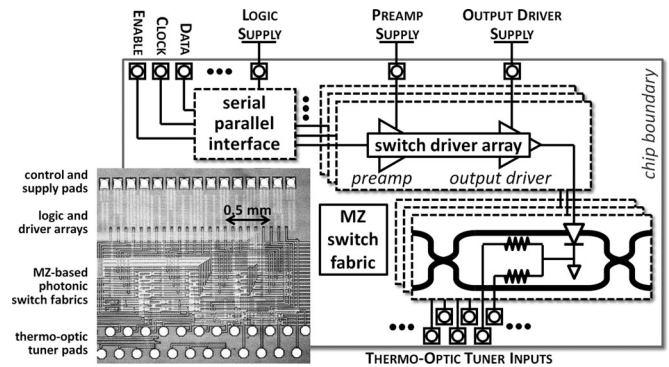 ENABLE
CLOCK
DATA
LOGIC
SUPPLY
PREAMP
SUPPLY
OUTPUT DRIVER
SUPPLY
chip boundary
serial
parallel
interface
switch driver array
preamp
output driver
control and
supply pads
0.5 mm
logic and
driver arrays
MZ
switch
fabric
MZ-based
photonic
switch fabrics
thermo-optic
tuner pads
THERMO-OPTIC TUNER INPUTS